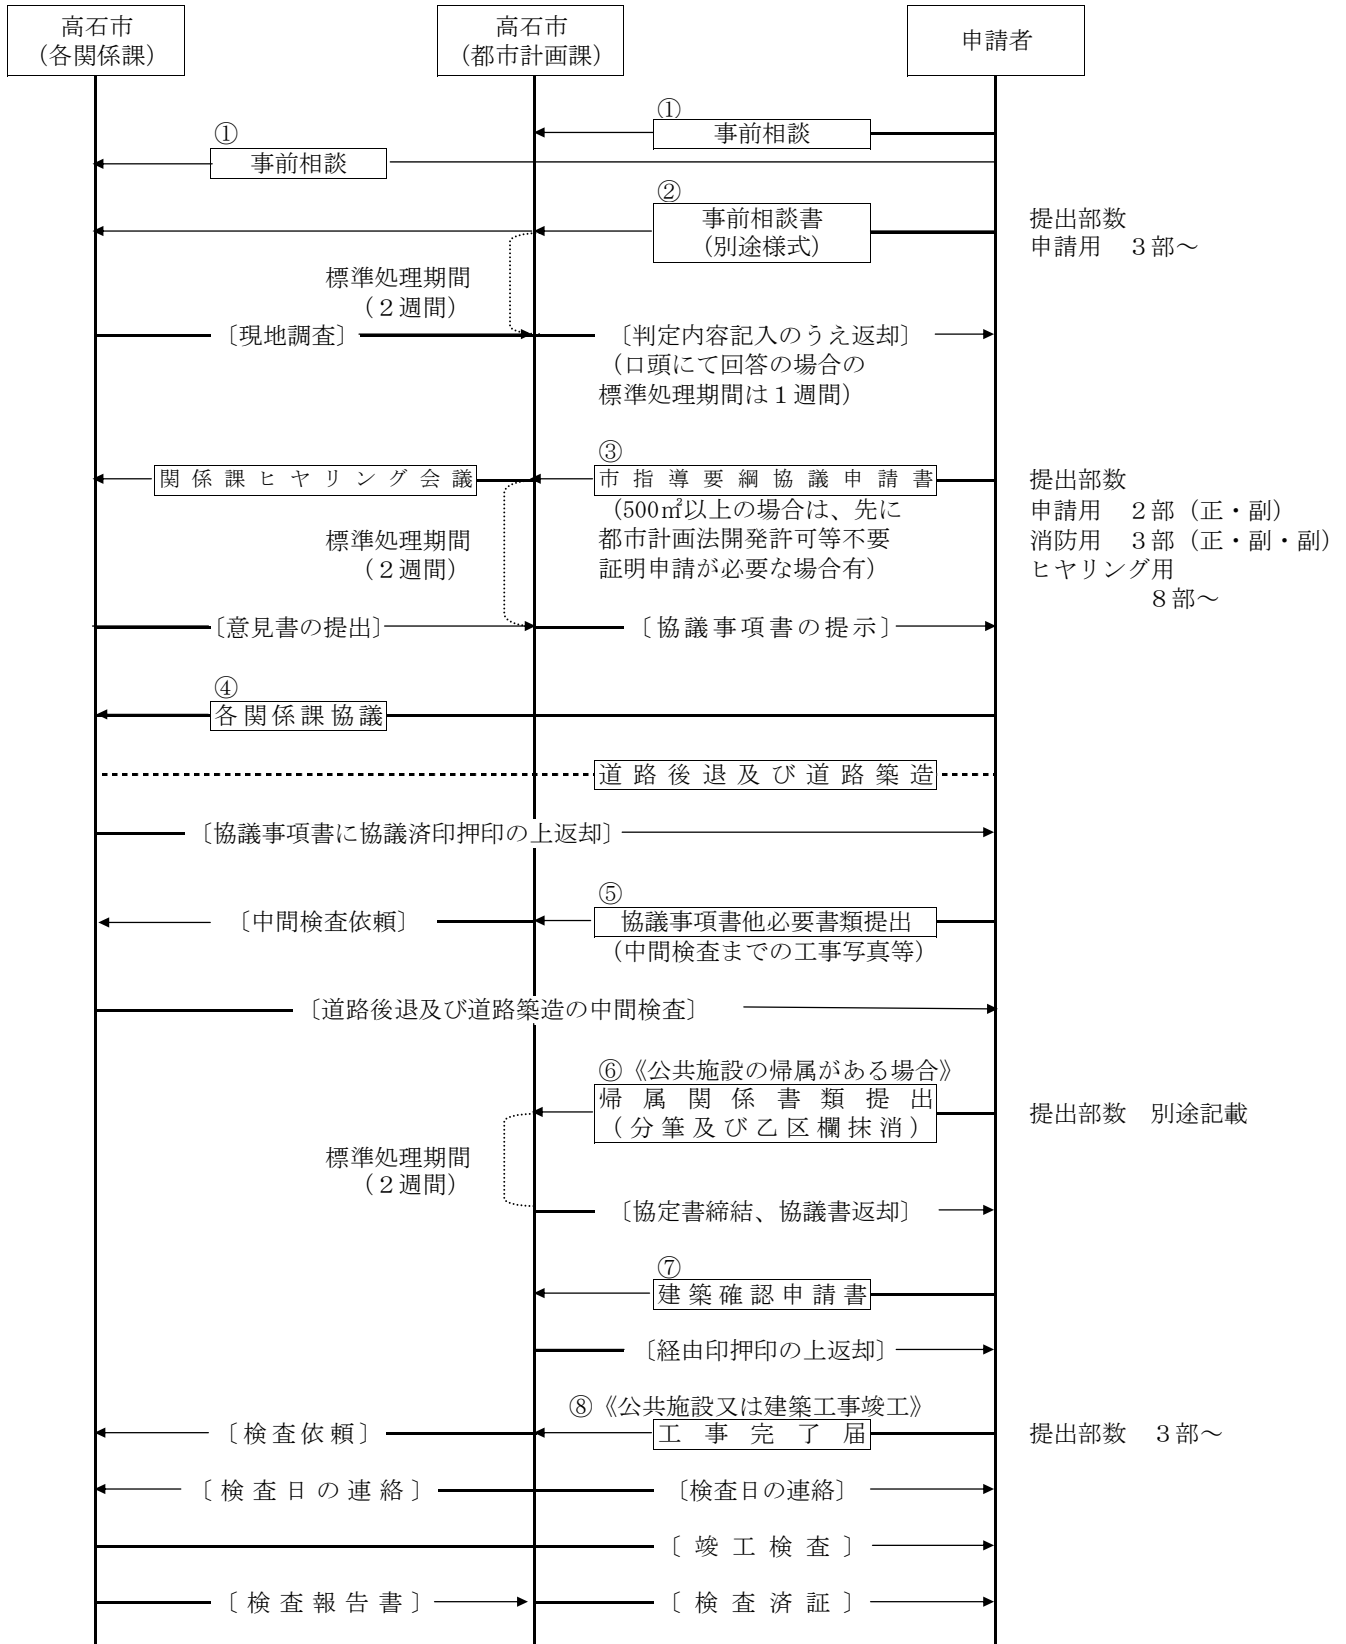 高石市
(各関係課)
高石市
(都市計画課)
申請者
①
事前相談
①
事前相談
②
事前相談書
(別途様式)
提出部数
申請用　３部～
標準処理期間
（２週間）
〔現地調査〕
〔判定内容記入のうえ返却〕
（口頭にて回答の場合の
標準処理期間は１週間）
③
関係課ヒヤリング会議
市指導要綱協議申請書
（500㎡以上の場合は、先に
都市計画法開発許可等不要
証明申請が必要な場合有）
提出部数
申請用　２部（正・副）
消防用　３部（正・副・副）
ヒヤリング用
８部～
標準処理期間
（２週間）
〔意見書の提出〕
〔協議事項書の提示〕
④
各関係課協議
道路後退及び道路築造
〔協議事項書に協議済印押印の上返却〕
⑤
〔中間検査依頼〕
協議事項書他必要書類提出
（中間検査までの工事写真等）
〔道路後退及び道路築造の中間検査〕
⑥《公共施設の帰属がある場合》
帰属関係書類提出
（分筆及び乙区欄抹消）
提出部数　別途記載
標準処理期間
（２週間）
〔協定書締結、協議書返却〕
⑦
建築確認申請書
〔経由印押印の上返却〕
⑧《公共施設又は建築工事竣工》
〔検査依頼〕
工事完了届
提出部数　３部～
〔検査日の連絡〕
〔検査日の連絡〕
〔竣工検査〕
〔検査報告書〕
〔検査済証〕